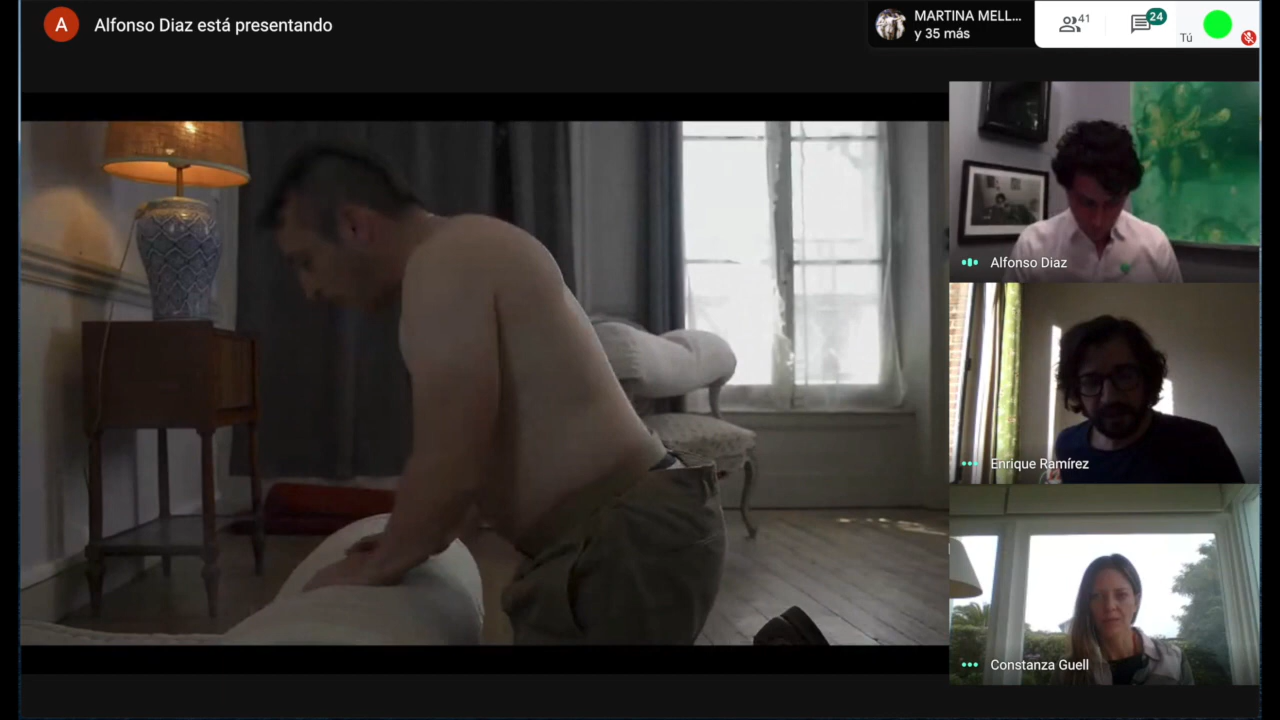 A
Alfonso Diaz está presentando
MARTINA MELL...
y 35 más
41
24
Tú
Alfonso Diaz
Enrique Ramírez
Constanza Guell